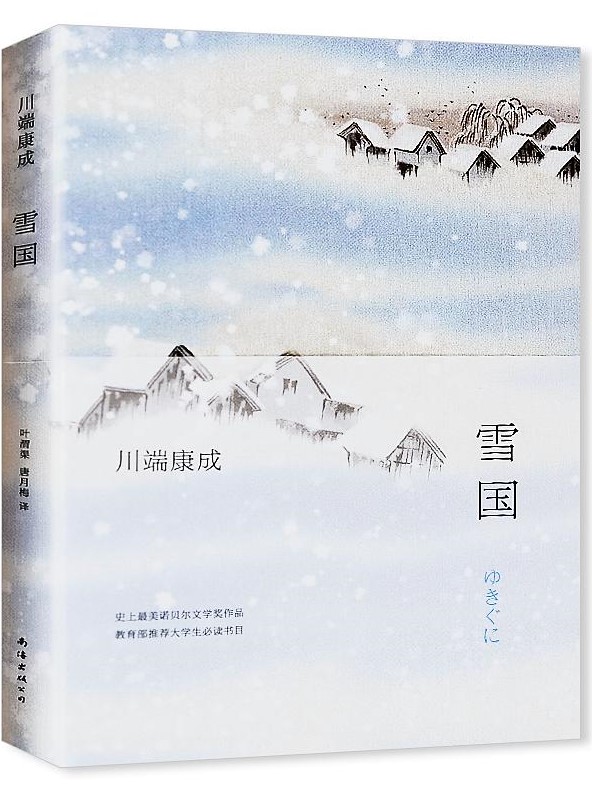 川端康成
雪国
叶渭渠 唐月梅 译
南海出版公司
川端康成
雪国
ゆきぐに
史上最美诺贝尔文学奖作品
教育部推荐大学生必读书目